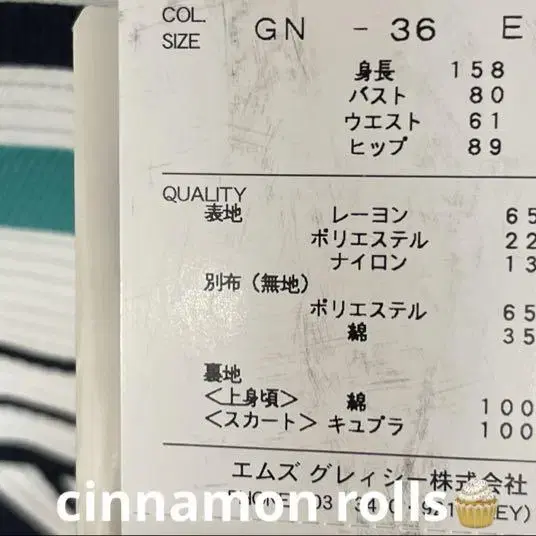 COL. GN - 36 E
SIZE
身長 158
バスト 80
ウエスト 61
ヒップ 89
QUALITY
表地 レーヨン 65
ポリエステル 22
ナイロン 13
別布(無地)
ポリエステル 65
綿 35
裏地
<上身頃> 綿 100
<スカート> キュプラ 100
エムズ グレィシー株式会社
cinnamon rolls🧁